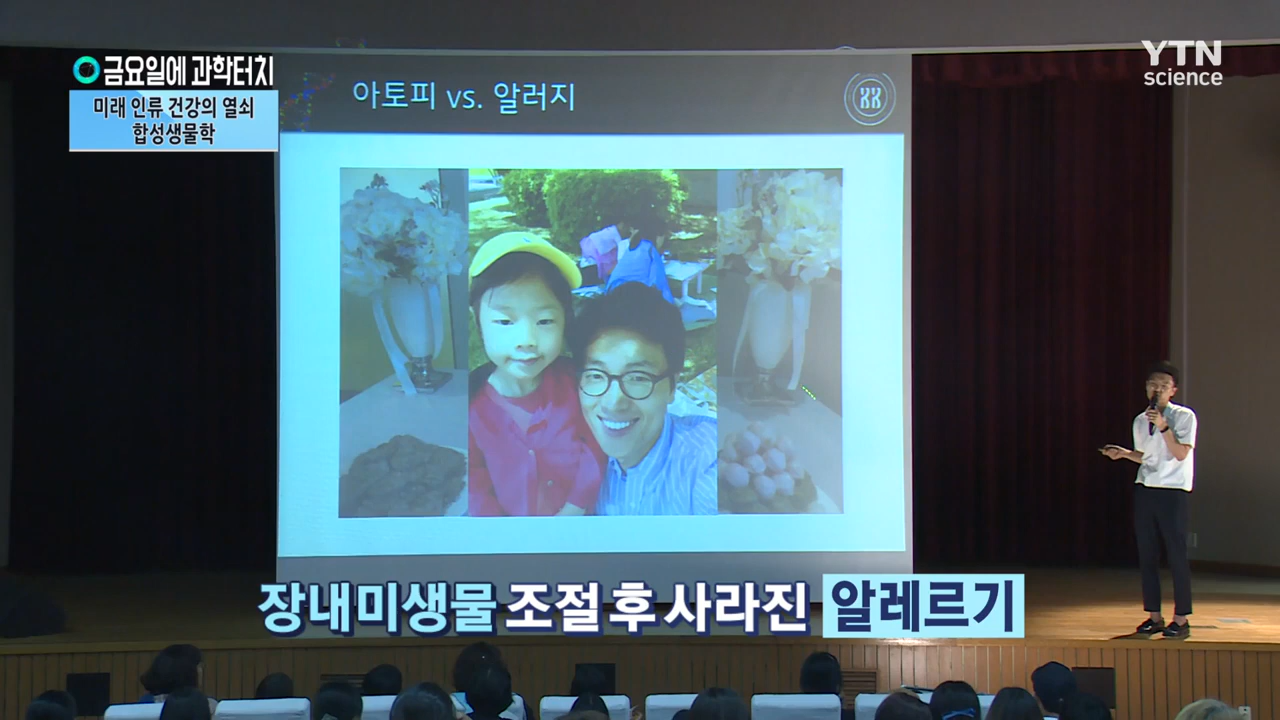 금요일에 과학터치
미래 인류 건강의 열쇠
합성생물학
YTN
science
아토피 vs. 알러지
장내미생물 조절 후 사라진 알레르기